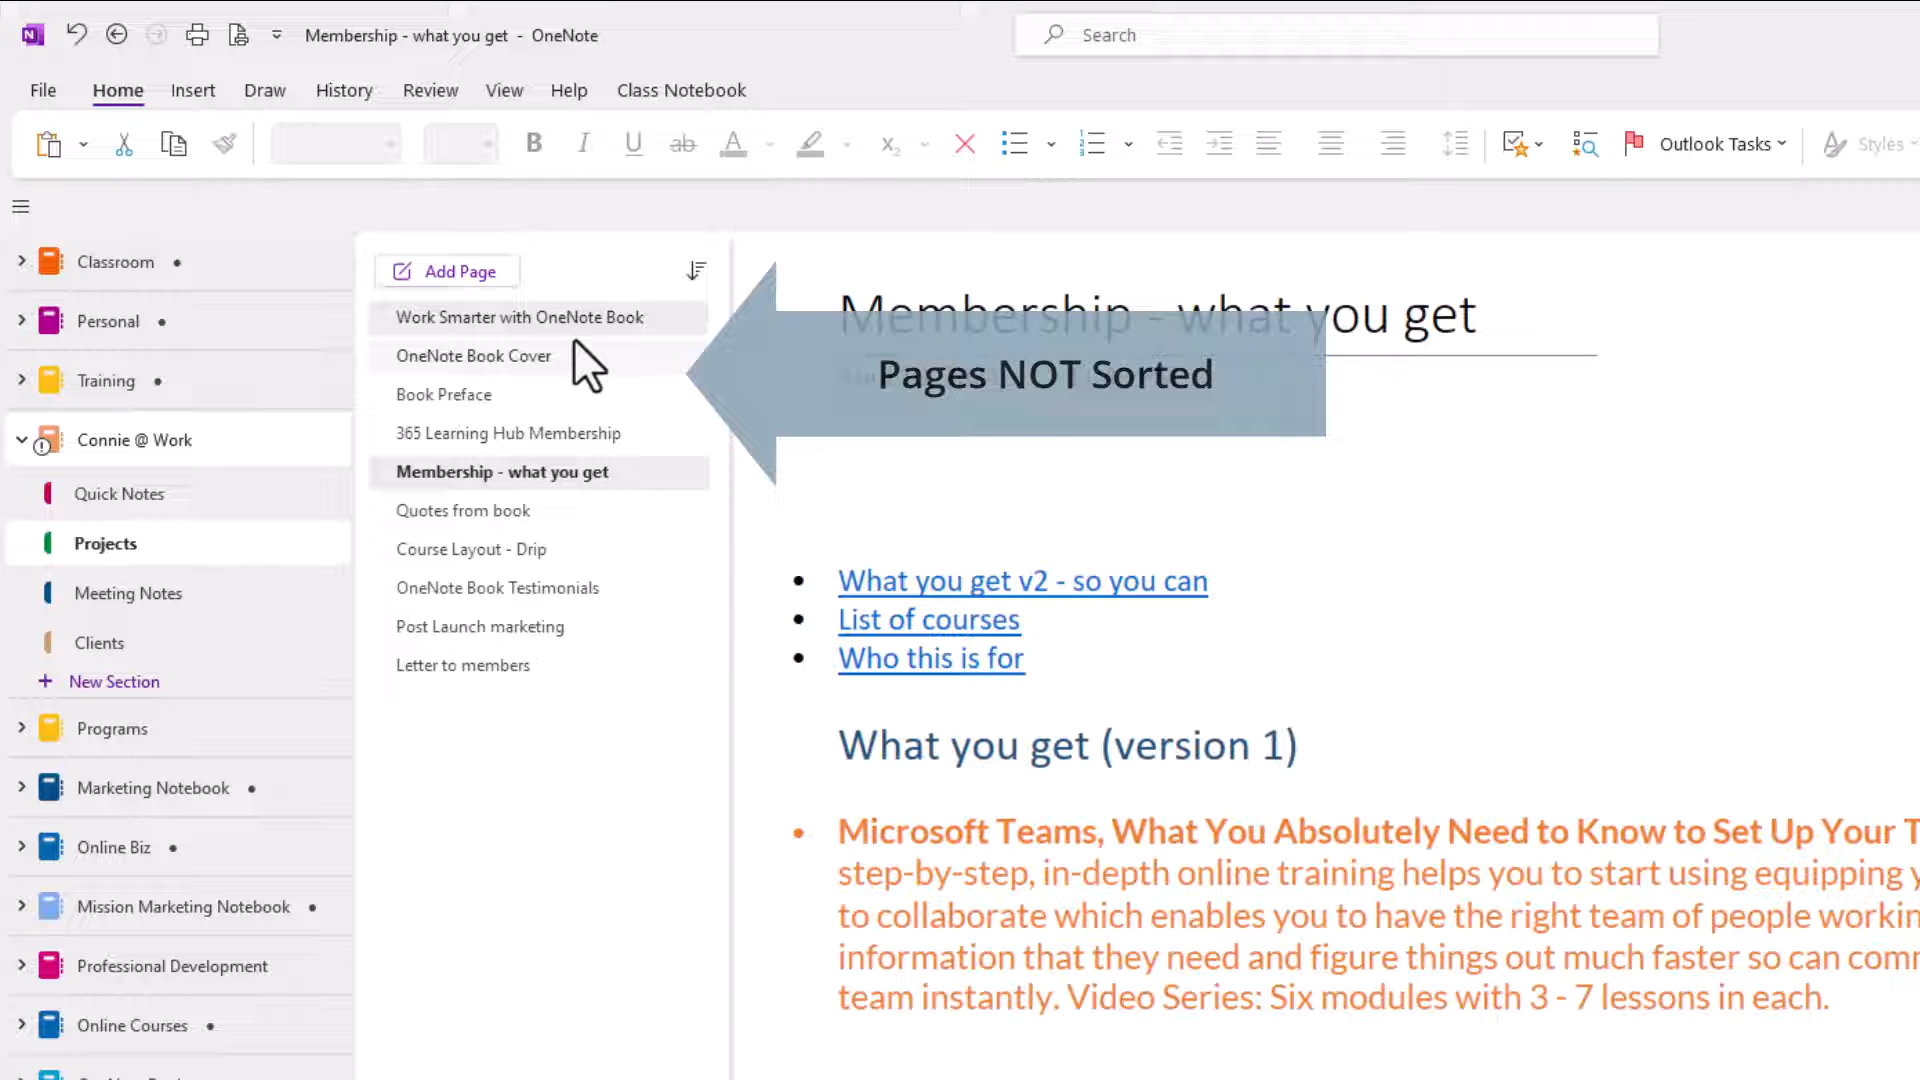 Membership - what you get - OneNote
Search
File Home Insert Draw History Review View Help Class Notebook
B I U ab A X₂ Outlook Tasks Styles
Classroom
Personal
Training
Connie @ Work
Quick Notes
Projects
Meeting Notes
Clients
New Section
Programs
Marketing Notebook
Online Biz
Mission Marketing Notebook
Professional Development
Online Courses
Add Page
Work Smarter with OneNote Book
OneNote Book Cover
Book Preface
365 Learning Hub Membership
Membership - what you get
Quotes from book
Course Layout - Drip
OneNote Book Testimonials
Post Launch marketing
Letter to members
Membership - what you get
Pages NOT Sorted
• What you get v2 - so you can
• List of courses
• Who this is for
What you get (version 1)
• Microsoft Teams, What You Absolutely Need to Know to Set Up Your T
step-by-step, in-depth online training helps you to start using equipping y
to collaborate which enables you to have the right team of people workin
information that they need and figure things out much faster so can comm
team instantly. Video Series: Six modules with 3 - 7 lessons in each.